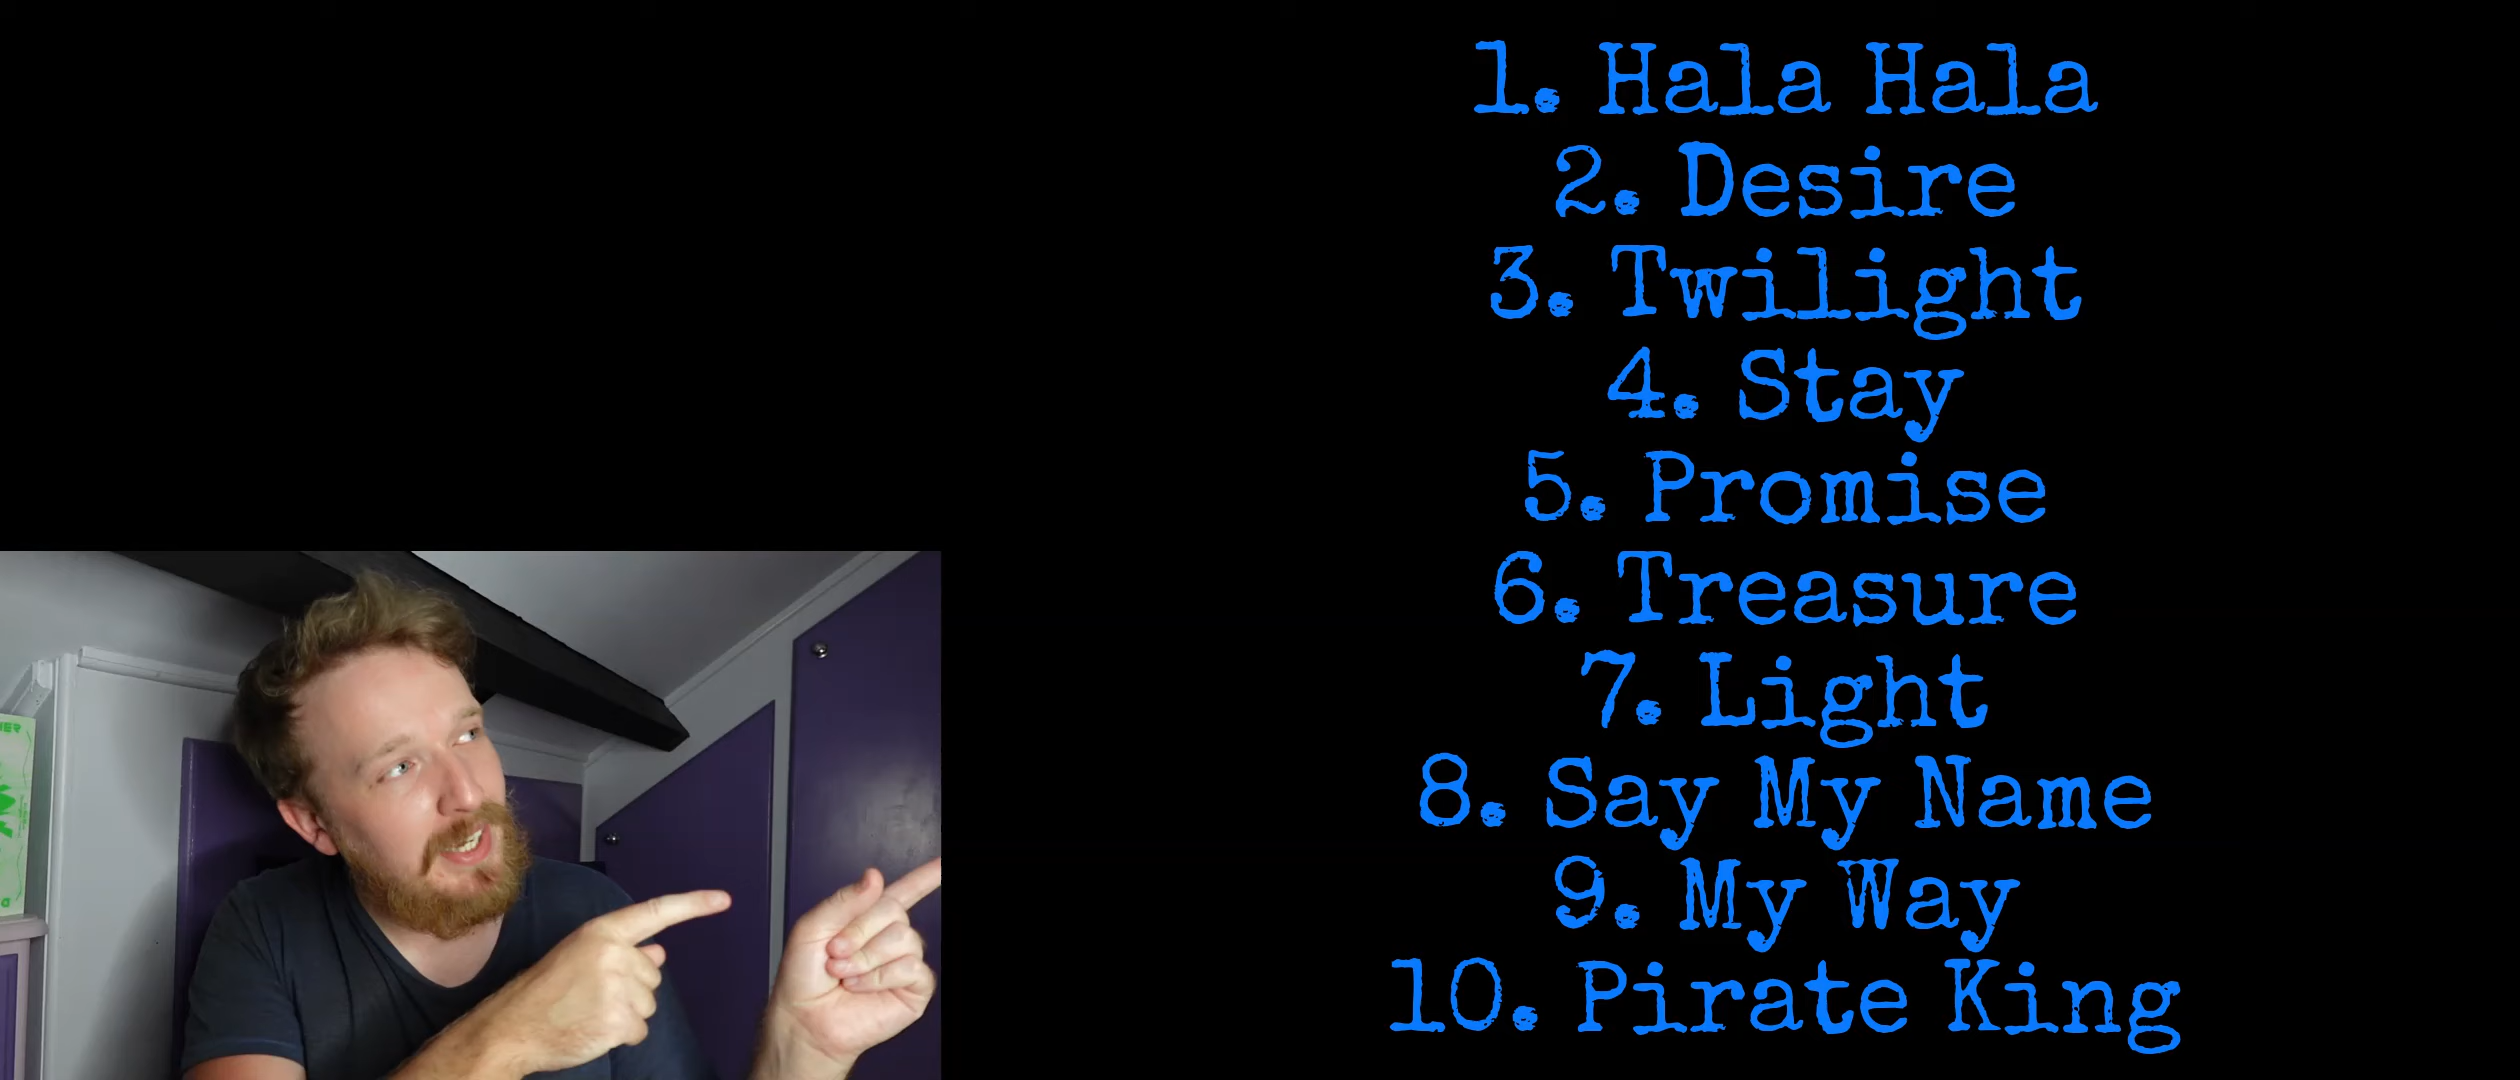 1. Hala Hala
2. Desire
3. Twilight
4. Stay
5. Promise
6. Treasure
7. Light
8. Say My Name
9. My Way
10. Pirate King